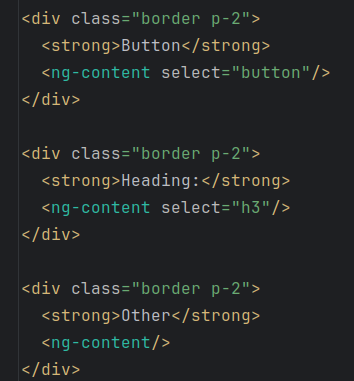 <div class="border p-2">
  <strong>Button</strong>
  <ng-content select="button"/>
</div>

<div class="border p-2">
  <strong>Heading:</strong>
  <ng-content select="h3"/>
</div>

<div class="border p-2">
  <strong>Other</strong>
  <ng-content/>
</div>